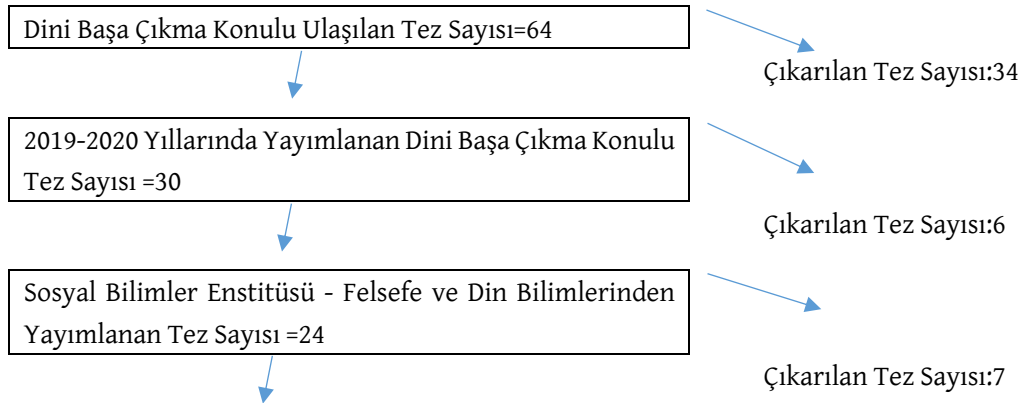 Dini Başa Çıkma Konulu Ulaşılan Tez Sayısı=64
Çıkarılan Tez Sayısı:34
2019-2020 Yıllarında Yayımlanan Dini Başa Çıkma Konulu
Tez Sayısı =30
Çıkarılan Tez Sayısı:6
Sosyal Bilimler Enstitüsü - Felsefe ve Din Bilimlerinden
Yayımlanan Tez Sayısı =24
Çıkarılan Tez Sayısı:7